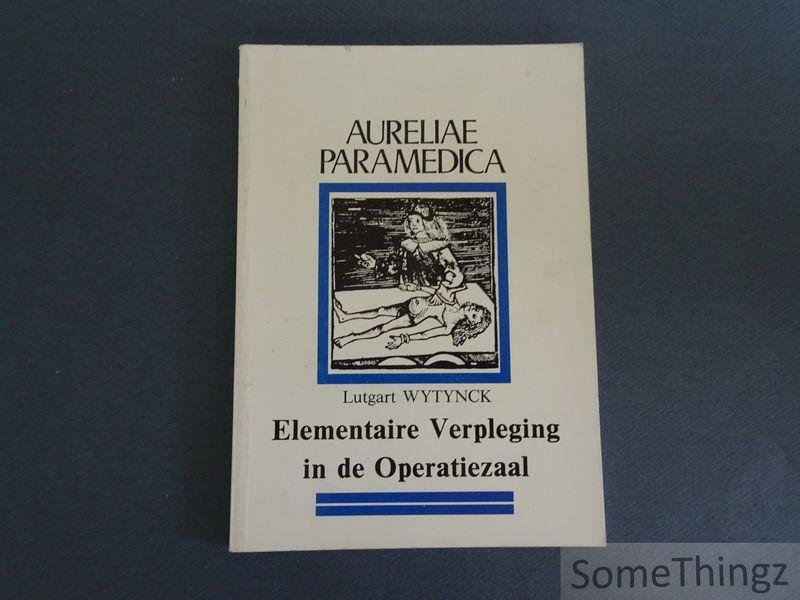 AURELIAE
PARAMEDICA
Lutgart WYTYNCK
Elementaire Verpleging
in de Operatiezaal
SomeThingz